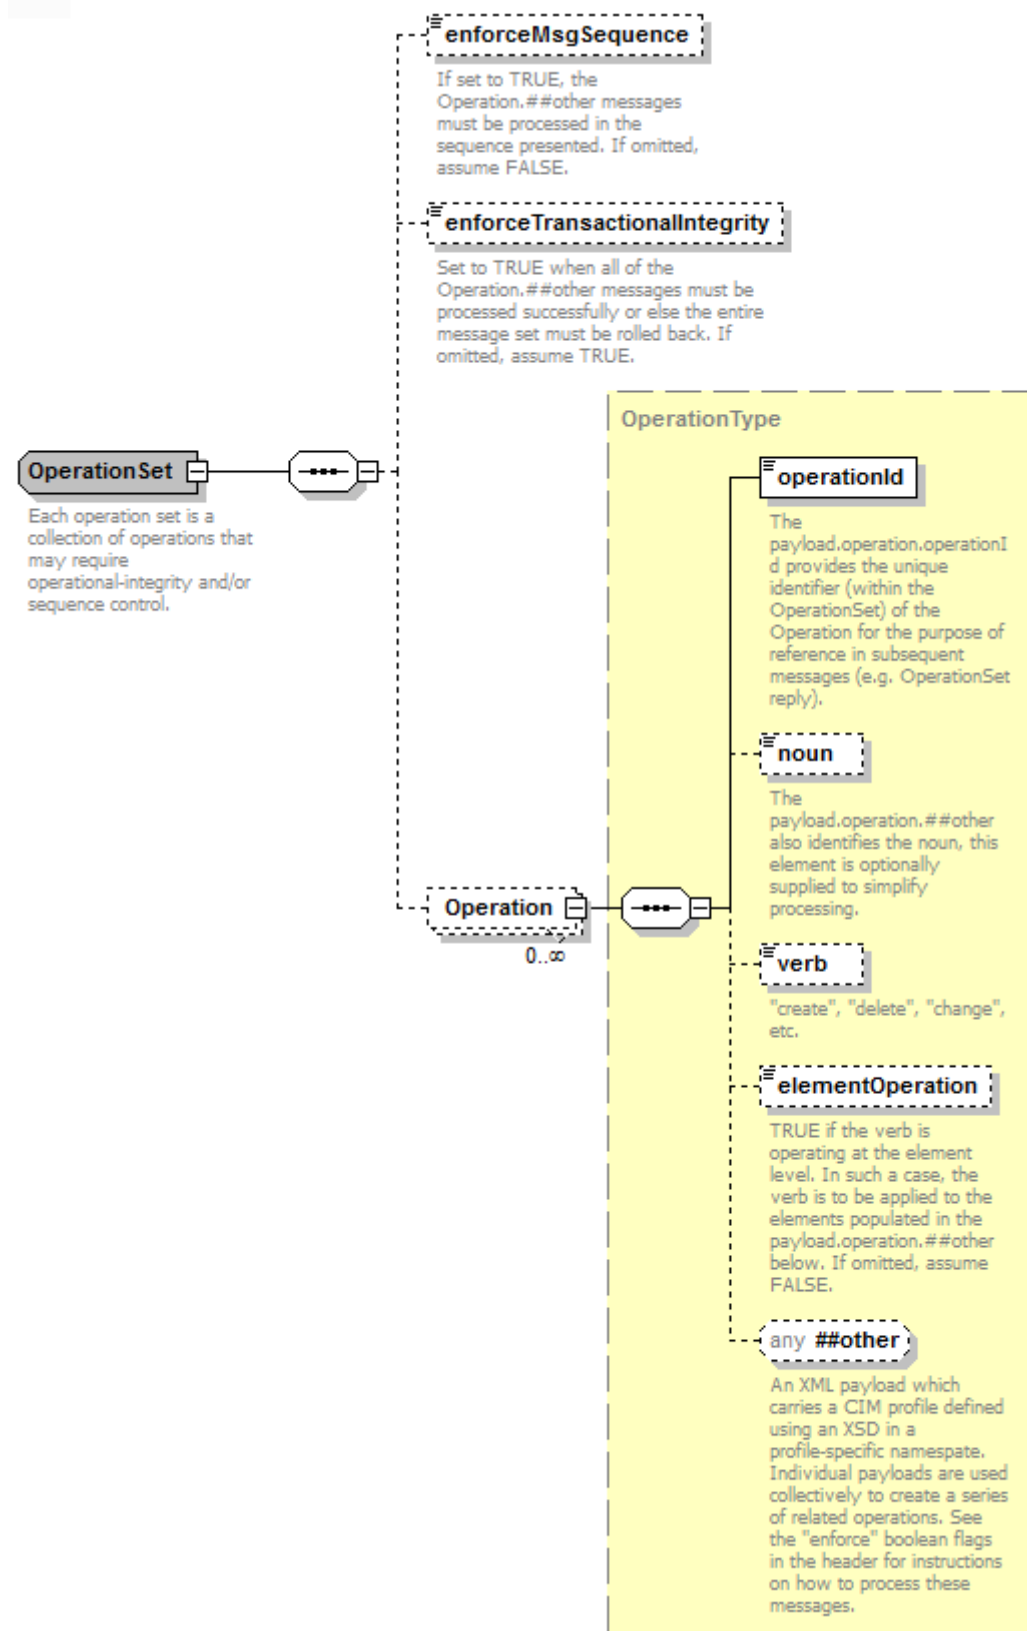 enforceMsgSequence
If set to TRUE, the
Operation.##other messages
must be processed in the
sequence presented. If omitted,
assume FALSE.
enforceTransactionalIntegrity
Set to TRUE when all of the
Operation.##other messages must be
processed successfully or else the entire
message set must be rolled back. If
omitted, assume TRUE.
OperationSet
Each operation set is a
collection of operations that
may require
operational-integrity and/or
sequence control.
Operation
0..∞
OperationType
operationId
The
payload.operation.operationI
d provides the unique
identifier (within the
OperationSet) of the
Operation for the purpose of
reference in subsequent
messages (e.g. OperationSet
reply).
noun
The
payload.operation.##other
also identifies the noun, this
element is optionally
supplied to simplify
processing.
verb
"create", "delete", "change",
etc.
elementOperation
TRUE if the verb is
operating at the element
level. In such a case, the
verb is to be applied to the
elements populated in the
payload.operation.##other
below. If omitted, assume
FALSE.
any ##other
An XML payload which
carries a CIM profile defined
using an XSD in a
profile-specific namespate.
Individual payloads are used
collectively to create a series
of related operations. See
the "enforce" boolean flags
in the header for instructions
on how to process these
messages.